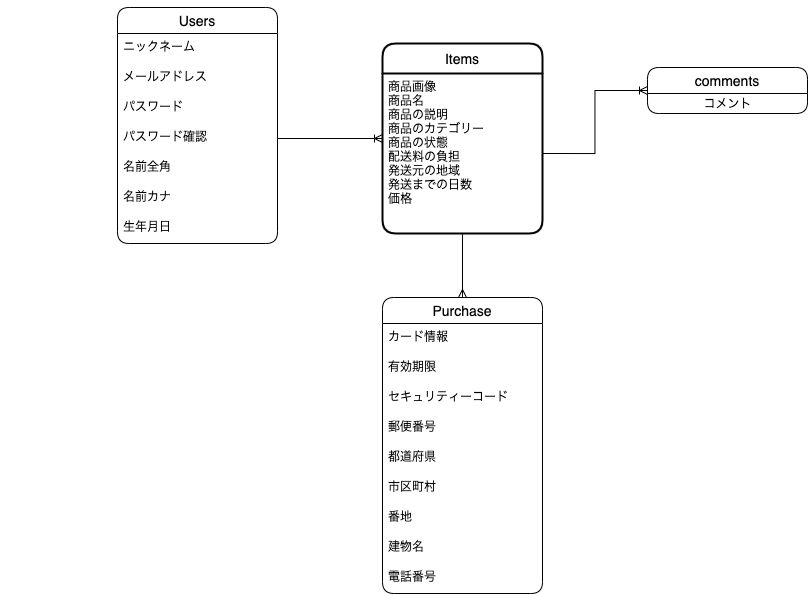 Users
ニックネーム
メールアドレス
パスワード
パスワード確認
名前全角
名前カナ
生年月日
Items
商品画像
商品名
商品の説明
商品のカテゴリー
商品の状態
配送料の負担
発送元の地域
発送までの日数
価格
comments
コメント
Purchase
カード情報
有効期限
セキュリティーコード
郵便番号
都道府県
市区町村
番地
建物名
電話番号